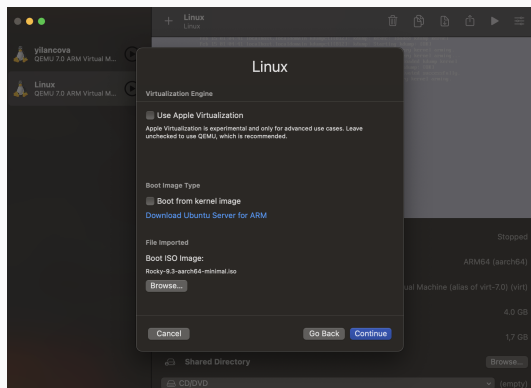 Linux
Linux
yilancova
QEMU 7.0 ARM Virtual M...
Linux
QEMU 7.0 ARM Virtual M...
Linux
Virtualization Engine
Use Apple Virtualization
Apple Virtualization is experimental and only for advanced use cases. Leave
unchecked to use QEMU, which is recommended.
Boot Image Type
Boot from kernel image
Download Ubuntu Server for ARM
File Imported
Boot ISO Image:
Rocky-9.3-aarch64-minimal.iso
Browse...
Cancel
Go Back
Continue
Stopped
ARM64 (aarch64)
ual Machine (alias of virt-7.0) (virt)
4.0 GB
1,7 GB
Shared Directory
Browse...
CD/DVD
(empty)